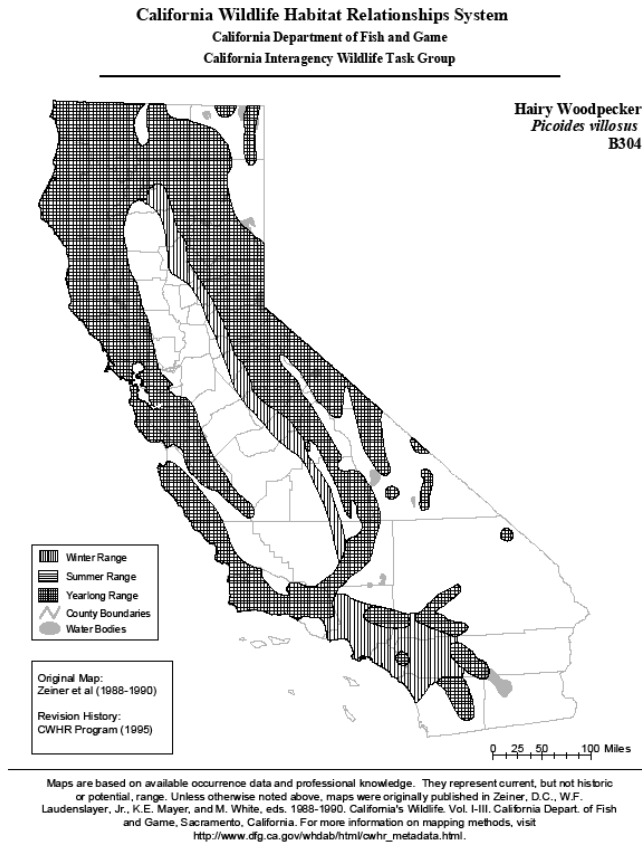 California Wildlife Habitat Relationships System
California Department of Fish and Game
California Interagency Wildlife Task Group
Hairy Woodpecker
Picoides villosus
B304
Winter Range
Summer Range
Yearlong Range
County Boundaries
Water Bodies
Original Map:
Zeiner et al (1988-1990)
Revision History:
CWHR Program (1995)
0 25 50 100 Miles
Maps are based on available occurrence data and professional knowledge. They represent current, but not historic
or potential, range. Unless otherwise noted above, maps were originally published in Zeiner, D.C., W.F.
Laudenslayer, Jr., K.E. Mayer, and M. White, eds. 1988-1990. California's Wildlife. Vol. I-III. California Depart. of Fish
and Game, Sacramento, California. For more information on mapping methods, visit
http://www.dfg.ca.gov/whdab/html/cwhr_metadata.html.